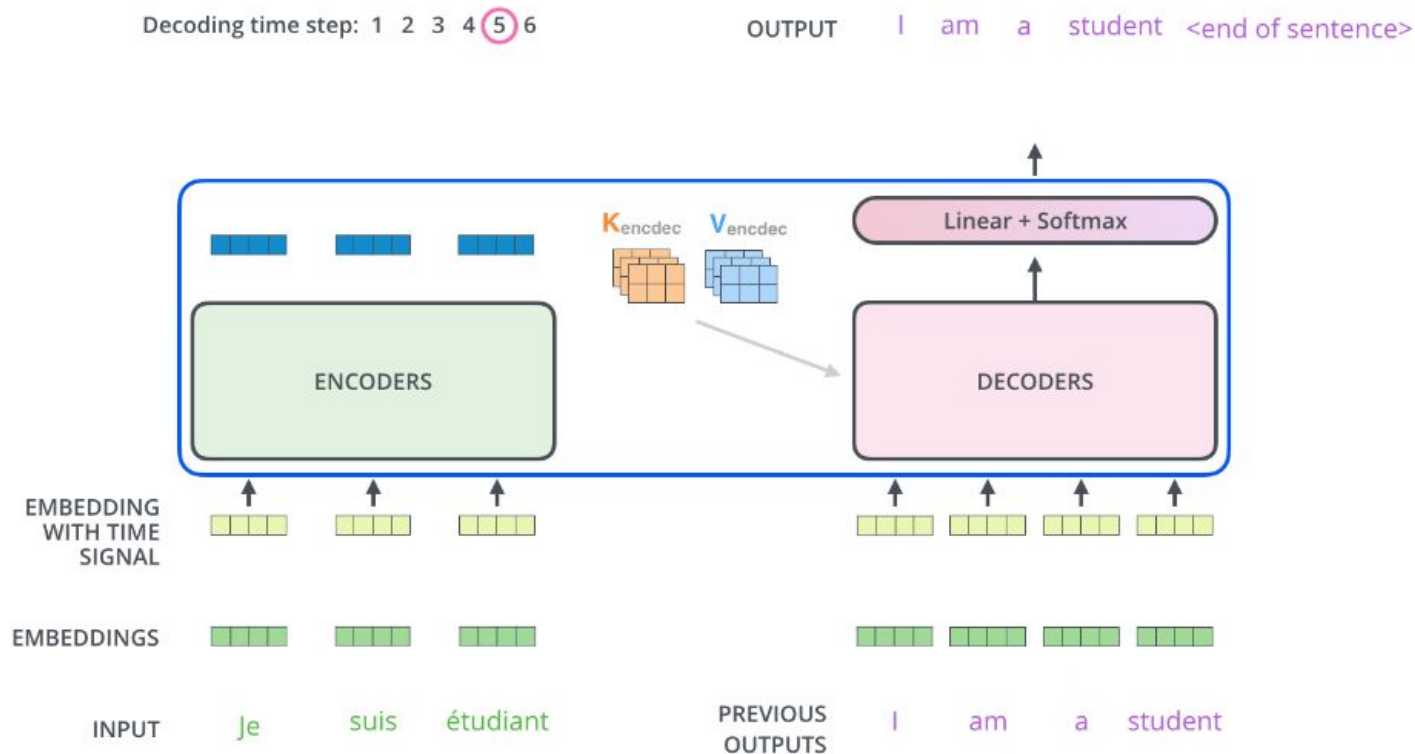 Decoding time step: 1 2 3 4 5 6
OUTPUT I am a student <end of sentence>
Kencdec Vencdec
Linear + Softmax
ENCODERS
DECODERS
EMBEDDING
WITH TIME
SIGNAL
EMBEDDINGS
INPUT Je suis étudiant
PREVIOUS
OUTPUTS
I am a student